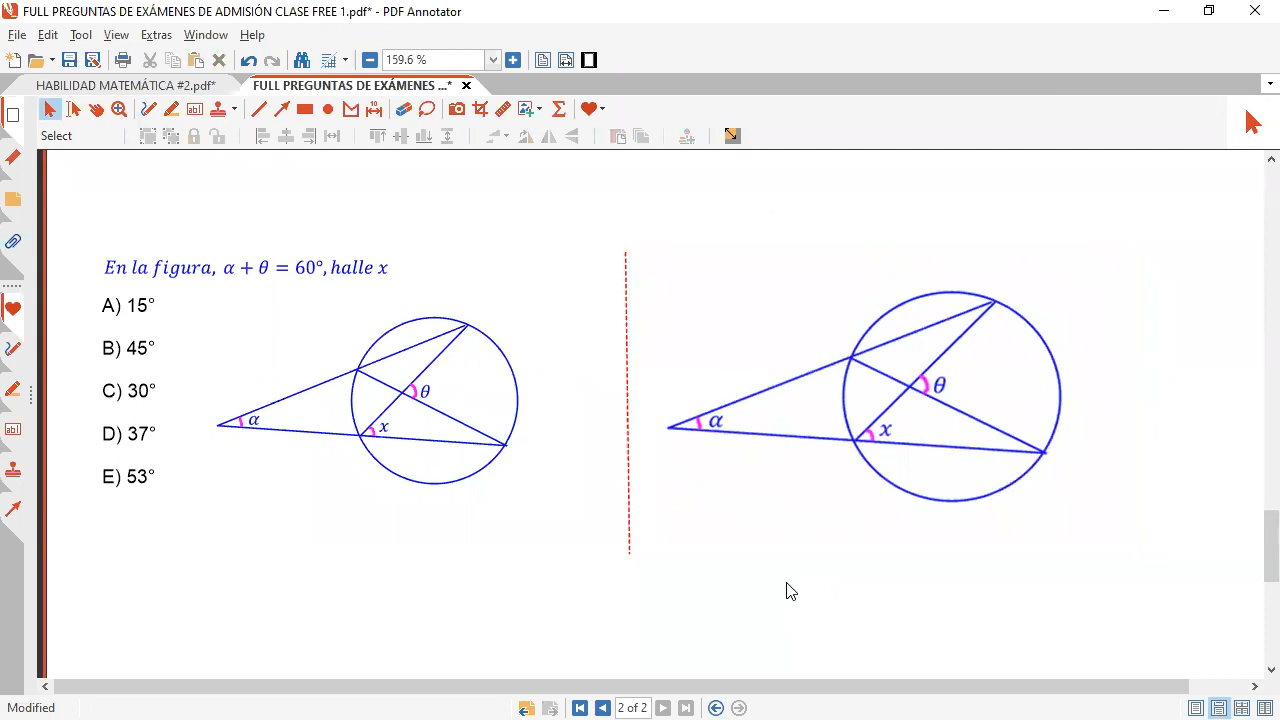 FULL PREGUNTAS DE EXÁMENES DE ADMISIÓN CLASE FREE 1.pdf* - PDF Annotator
File Edit Tool View Extras Window Help
159.6 %
HABILIDAD MATEMÁTICA #2.pdf* FULL PREGUNTAS DE EXÁMENES ...*
10
Select
En la figura, α + θ = 60°, halle x
A) 15°
B) 45°
C) 30°
D) 37°
E) 53°
θ
α
x
θ
α
x
Modified
2 of 2